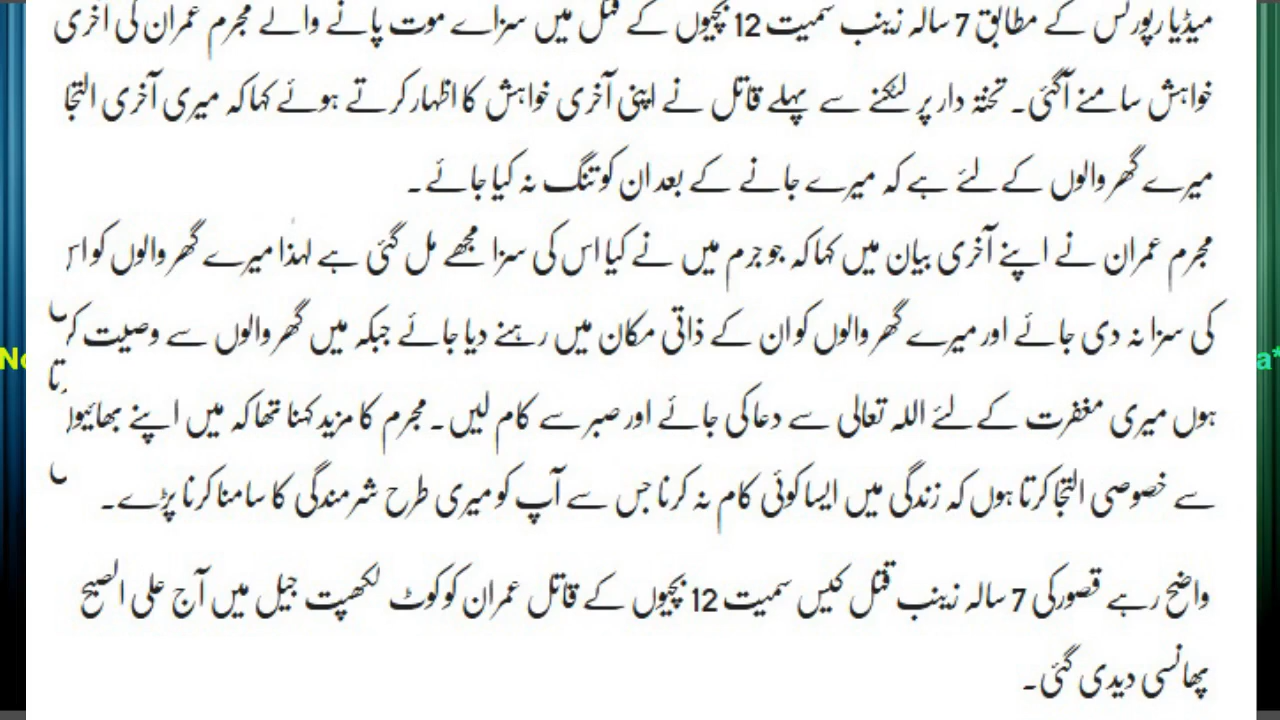 میڈیا رپورٹس کے مطابق 7 سالہ زینب سمیت 12 بچیوں کے قتل میں سزاے موت پانے والے مجرم عمران کی آخری
خواہش سامنے آگئی۔ تختہ دار پر لٹکنے سے پہلے قاتل نے اپنی آخری خواہش کا اظہار کرتے ہوئے کہا کہ میری آخری التجا
میرے گھر والوں کے لئے ہے کہ میرے جانے کے بعد ان کو تنگ نہ کیا جائے۔
مجرم عمران نے اپنے آخری بیان میں کہا کہ جو جرم میں نے کیا اس کی سزا مجھے مل گئی ہے لہذا میرے گھر والوں کو اس
کی سزا نہ دی جائے اور میرے گھر والوں کو ان کے ذاتی مکان میں رہنے دیا جائے جبکہ میں گھر والوں سے وصیت کرتا
ہوں میری مغفرت کے لئے اللہ تعالی سے دعا کی جائے اور صبر سے کام لیں۔ مجرم کا مزید کہنا تھا کہ میں اپنے بھائیوں
سے خصوصی التجا کرتا ہوں کہ زندگی میں ایسا کوئی کام نہ کرنا جس سے آپ کو میری طرح شرمندگی کا سامنا کرنا پڑے۔
واضح رہے قصور کی 7 سالہ زینب قتل کیس سمیت 12 بچیوں کے قاتل عمران کو کوٹ لکھپت جیل میں آج علی الصبح
پھانسی دیدی گئی۔